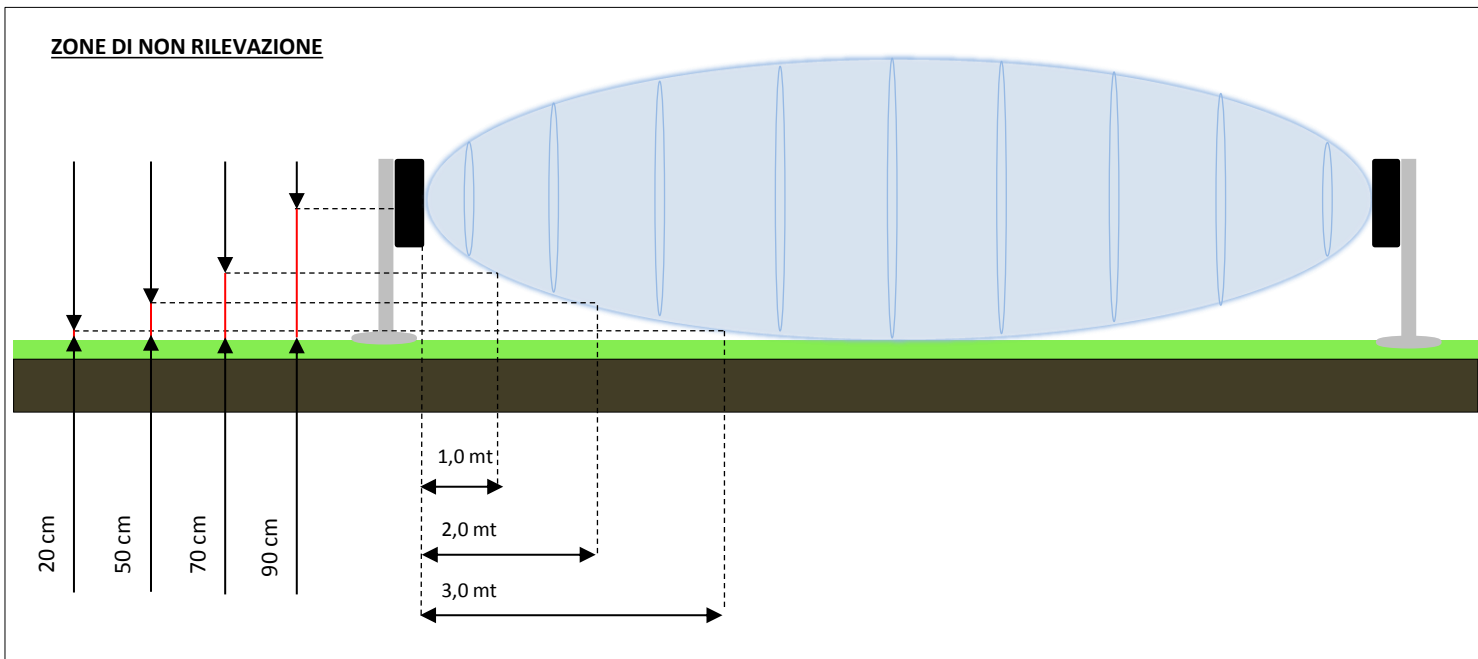 ZONE DI NON RILEVAZIONE
1,0 mt
2,0 mt
3,0 mt
20 cm
50 cm
70 cm
90 cm